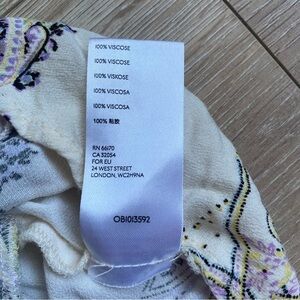 100% VISCOSE
100% VISCOSE
100% VISKOSE
100% VISCOSA
100% VISCOSA
100% 粘胶
RN 66170
CA 32054
FOR EU
24 WEST STREET
LONDON, WC2H9NA
OB1013592